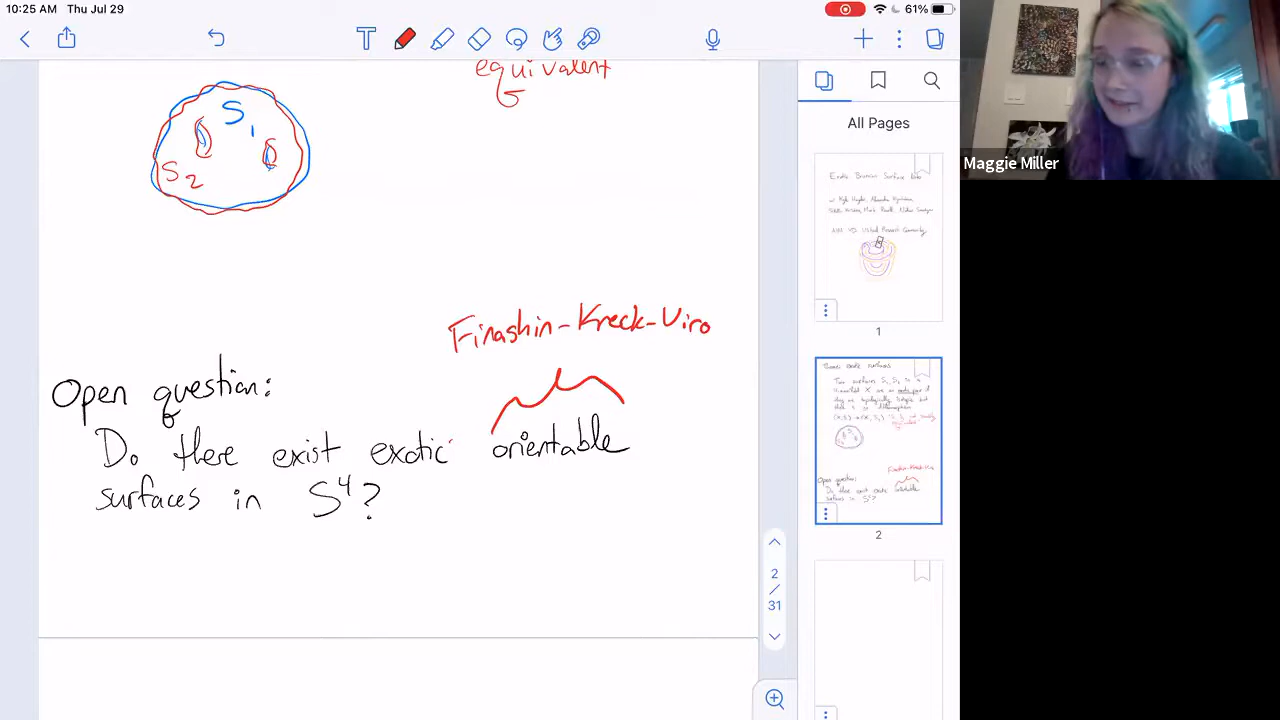 10:25 AM Thu Jul 29
61%
equivalent
S1
S2
Finashin-Kreck-Viro
Open question:
Do there exist exotic orientable
surfaces in S⁴?
2
/
31
All Pages
1
2
Maggie Miller